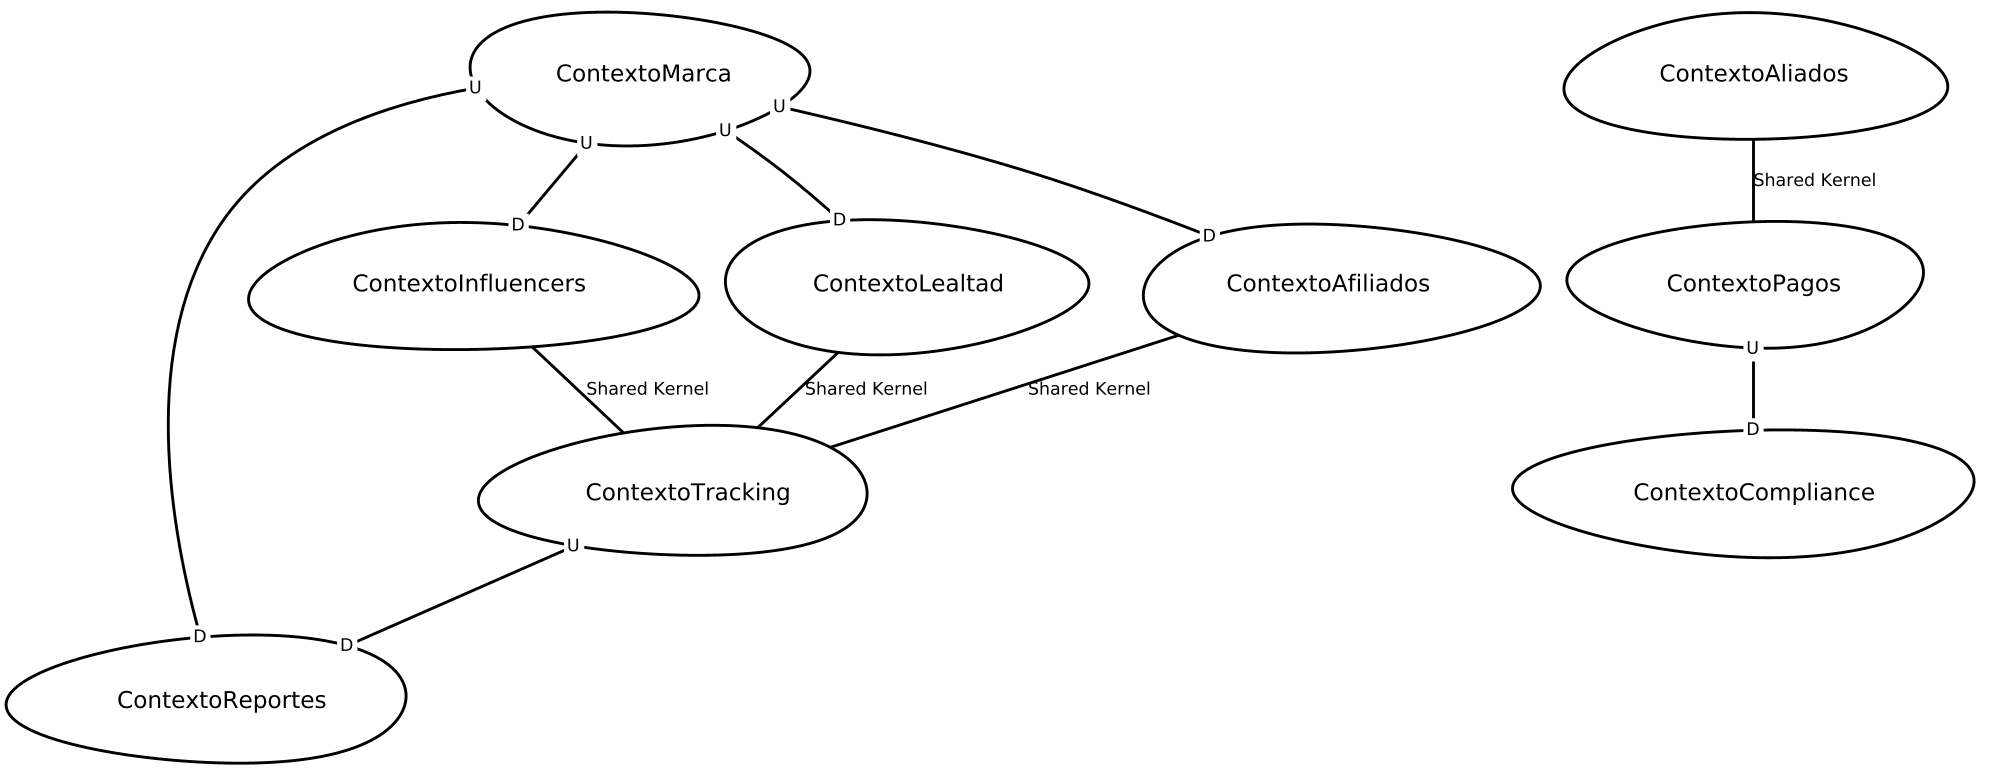 ContextoMarca
ContextoAliados
U
U
U
U
Shared Kernel
D
D
D
ContextoInfluencers
ContextoLealtad
ContextoAfiliados
ContextoPagos
U
Shared Kernel
Shared Kernel
Shared Kernel
D
ContextoTracking
ContextoCompliance
U
D
D
ContextoReportes